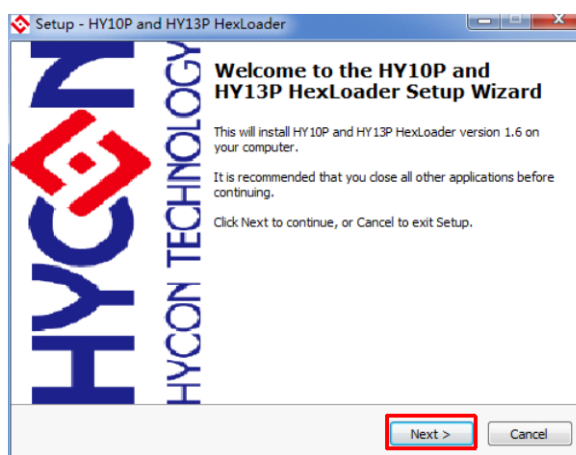 Setup - HY10P and HY13P HexLoader
HYCON
HYCON TECHNOLOGY
Welcome to the HY10P and
HY13P HexLoader Setup Wizard
This will install HY10P and HY13P HexLoader version 1.6 on
your computer.
It is recommended that you close all other applications before
continuing.
Click Next to continue, or Cancel to exit Setup.
Next >
Cancel